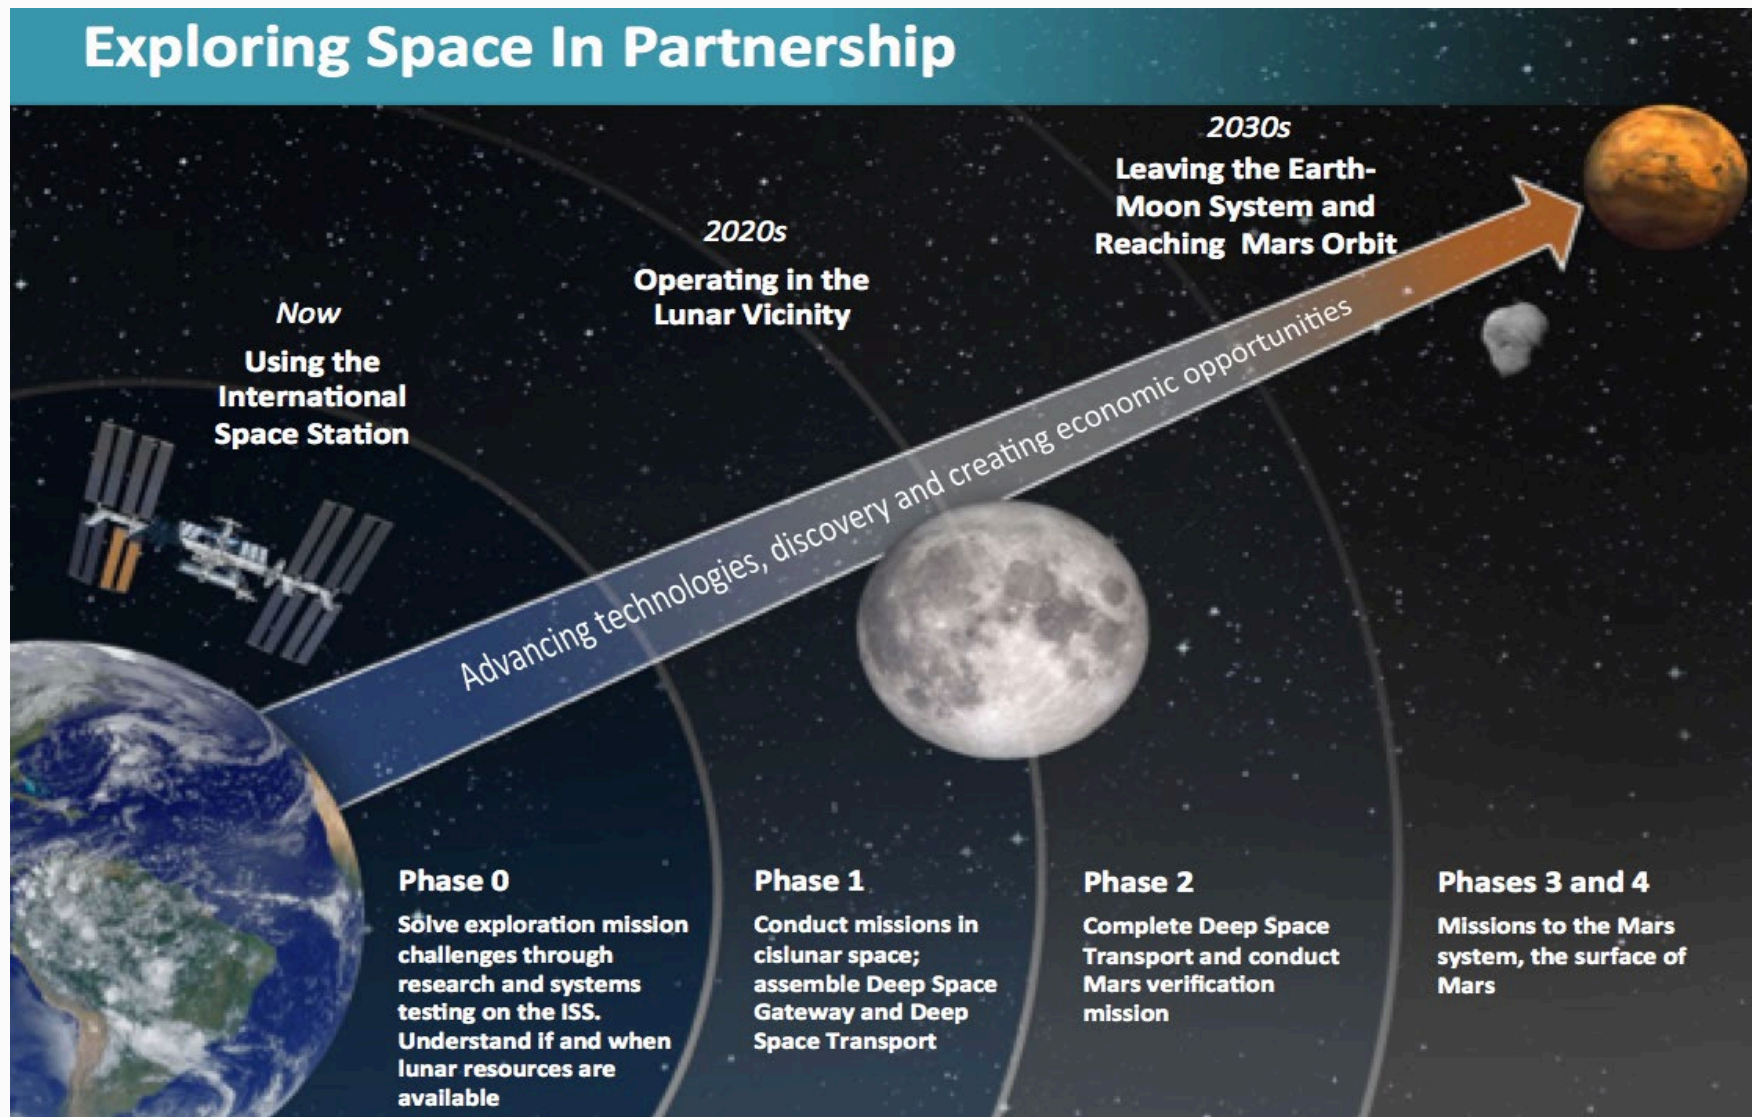 Exploring Space In Partnership
Now
Using the
International
Space Station
2020s
Operating in the
Lunar Vicinity
2030s
Leaving the Earth-
Moon System and
Reaching Mars Orbit
Advancing technologies, discovery and creating economic opportunities
Phase 0
Solve exploration mission
challenges through
research and systems
testing on the ISS.
Understand if and when
lunar resources are
available
Phase 1
Conduct missions in
cislunar space;
assemble Deep Space
Gateway and Deep
Space Transport
Phase 2
Complete Deep Space
Transport and conduct
Mars verification
mission
Phases 3 and 4
Missions to the Mars
system, the surface of
Mars